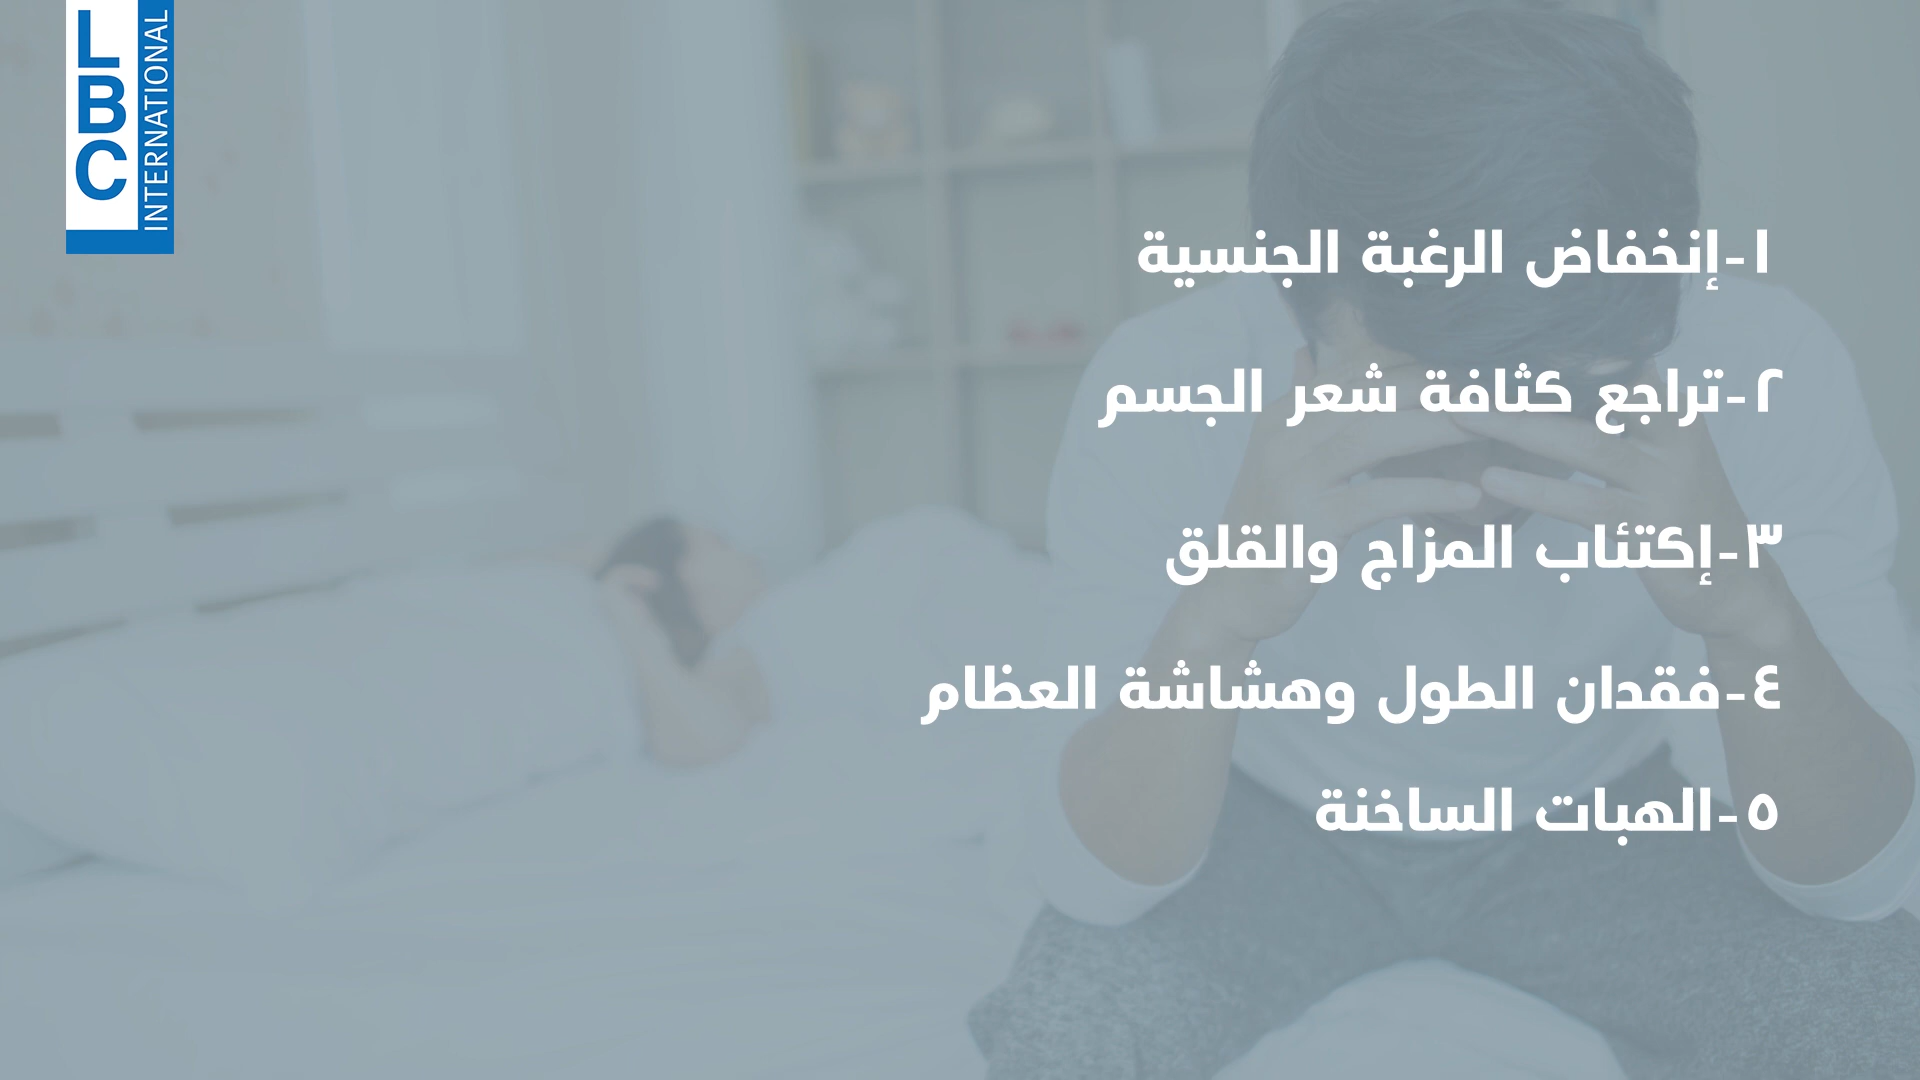 LBC
INTERNATIONAL
١-إنخفاض الرغبة الجنسية
٢-تراجع كثافة شعر الجسم
٣-إكتئاب المزاج والقلق
٤-فقدان الطول وهشاشة العظام
٥-الهبات الساخنة